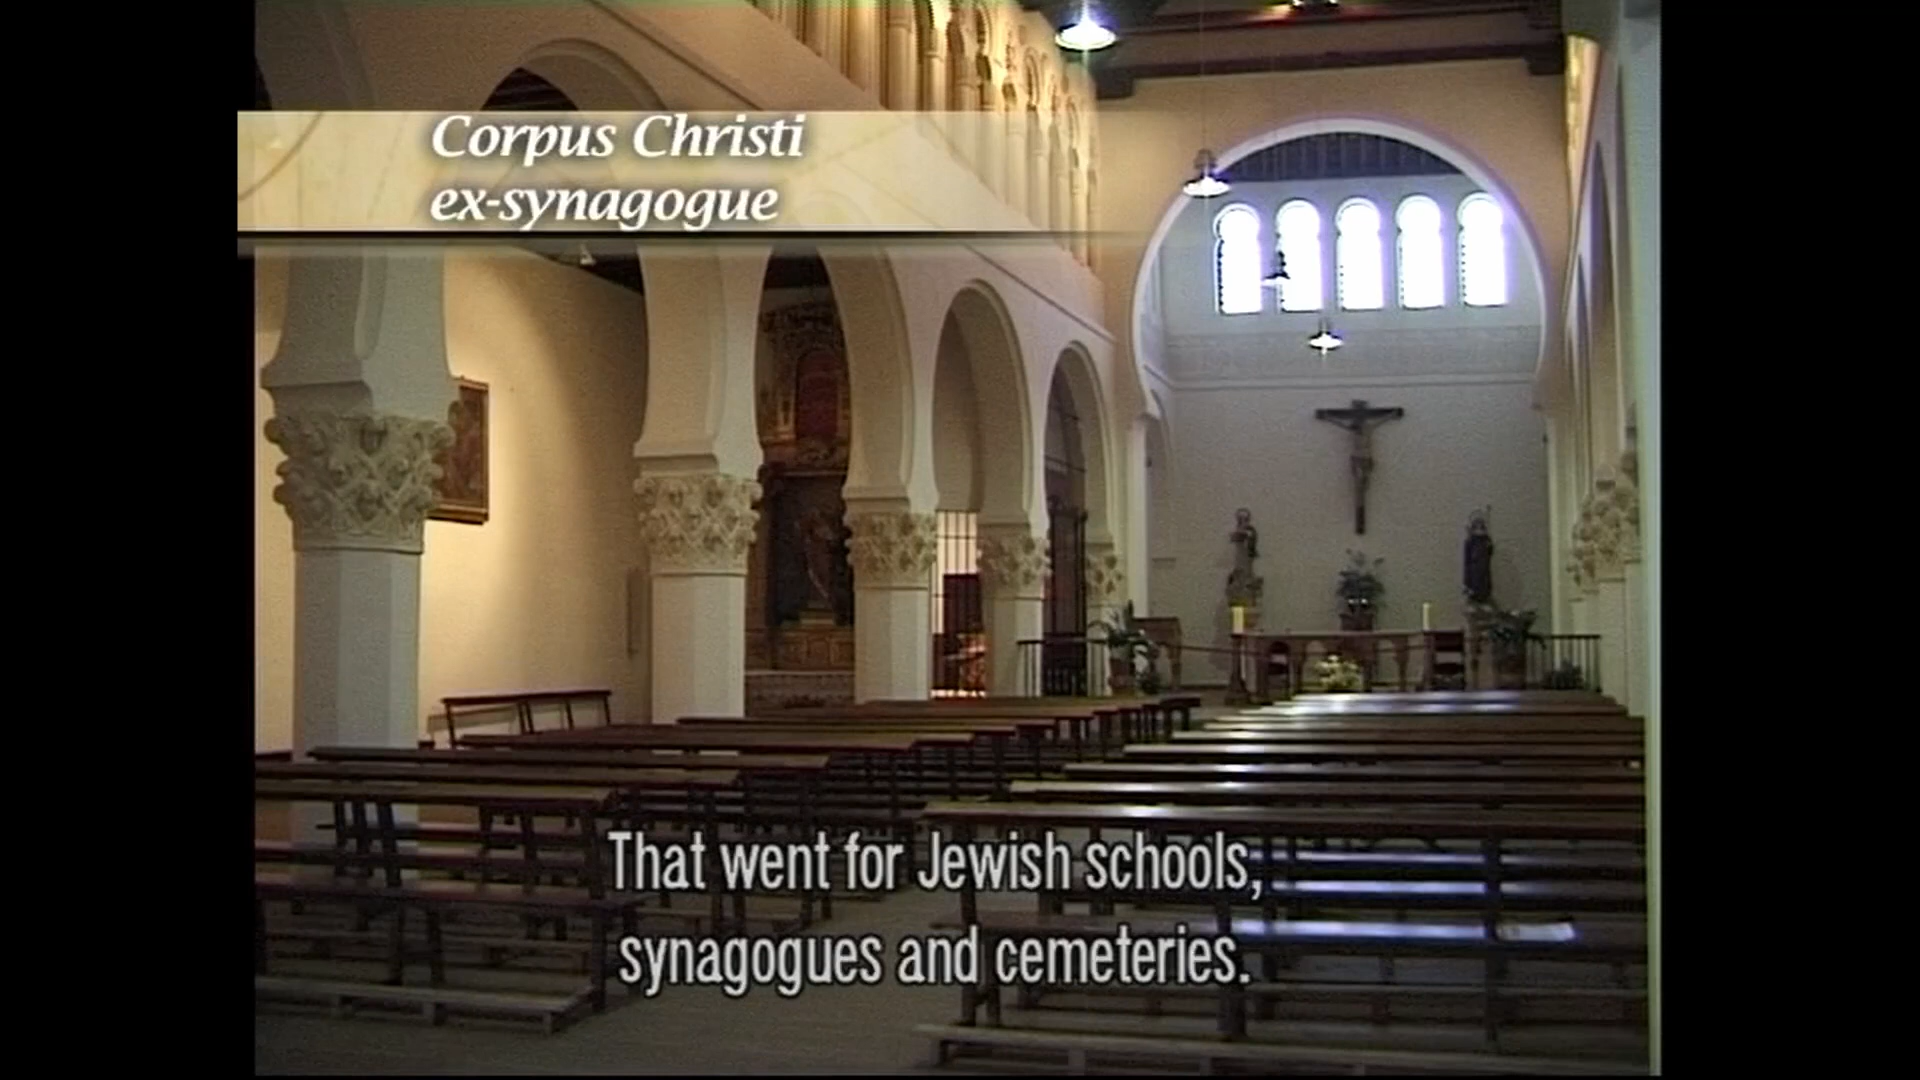 Corpus Christi
ex-synagogue
That went for Jewish schools,
synagogues and cemeteries.